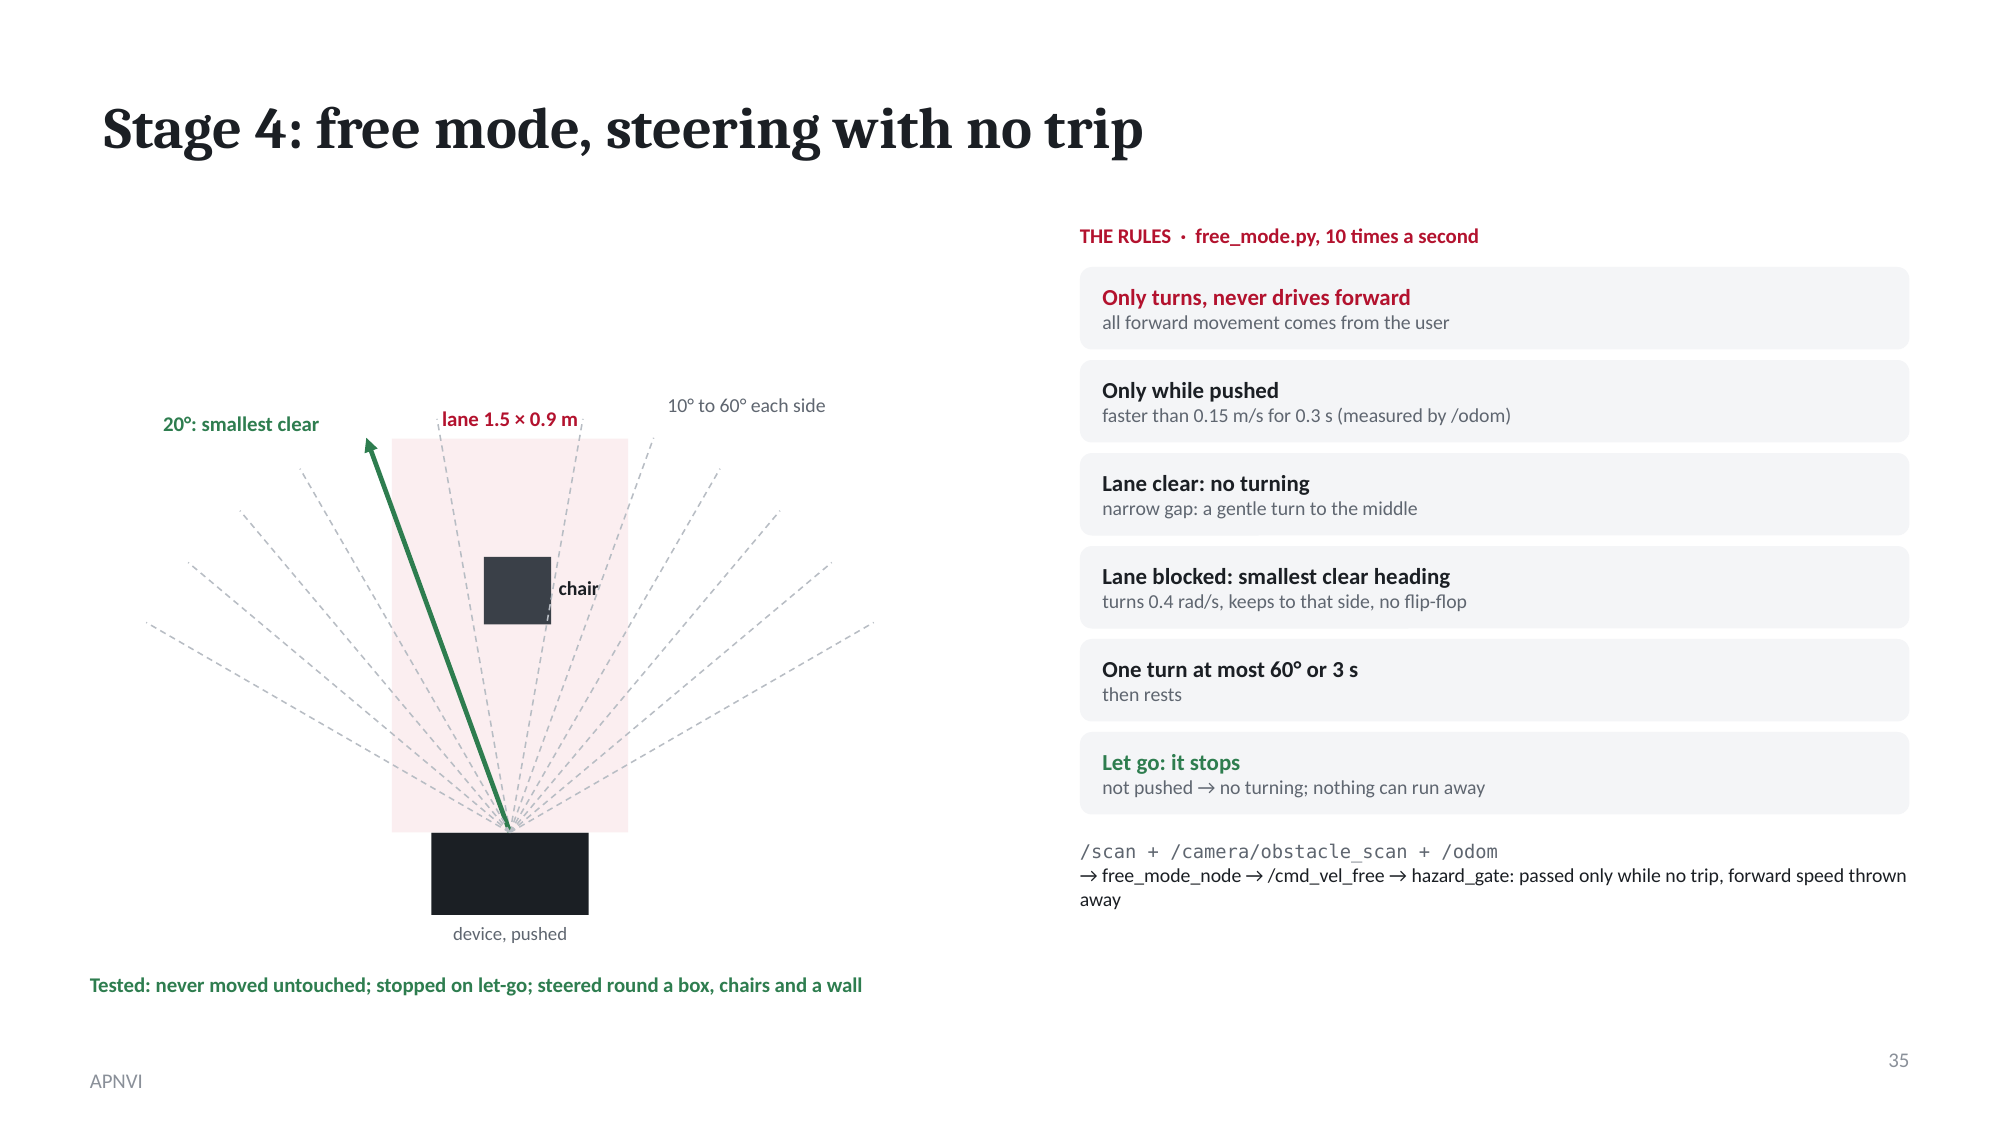 Stage 4: free mode, steering with no trip
20°: smallest clear
lane 1.5 × 0.9 m
10° to 60° each side
chair
device, pushed
Tested: never moved untouched; stopped on let-go; steered round a box, chairs and a wall
THE RULES · free_mode.py, 10 times a second
Only turns, never drives forward
all forward movement comes from the user
Only while pushed
faster than 0.15 m/s for 0.3 s (measured by /odom)
Lane clear: no turning
narrow gap: a gentle turn to the middle
Lane blocked: smallest clear heading
turns 0.4 rad/s, keeps to that side, no flip-flop
One turn at most 60° or 3 s
then rests
Let go: it stops
not pushed → no turning; nothing can run away
/scan + /camera/obstacle_scan + /odom
→ free_mode_node → /cmd_vel_free → hazard_gate: passed only while no trip, forward speed thrown
away
APNVI
35